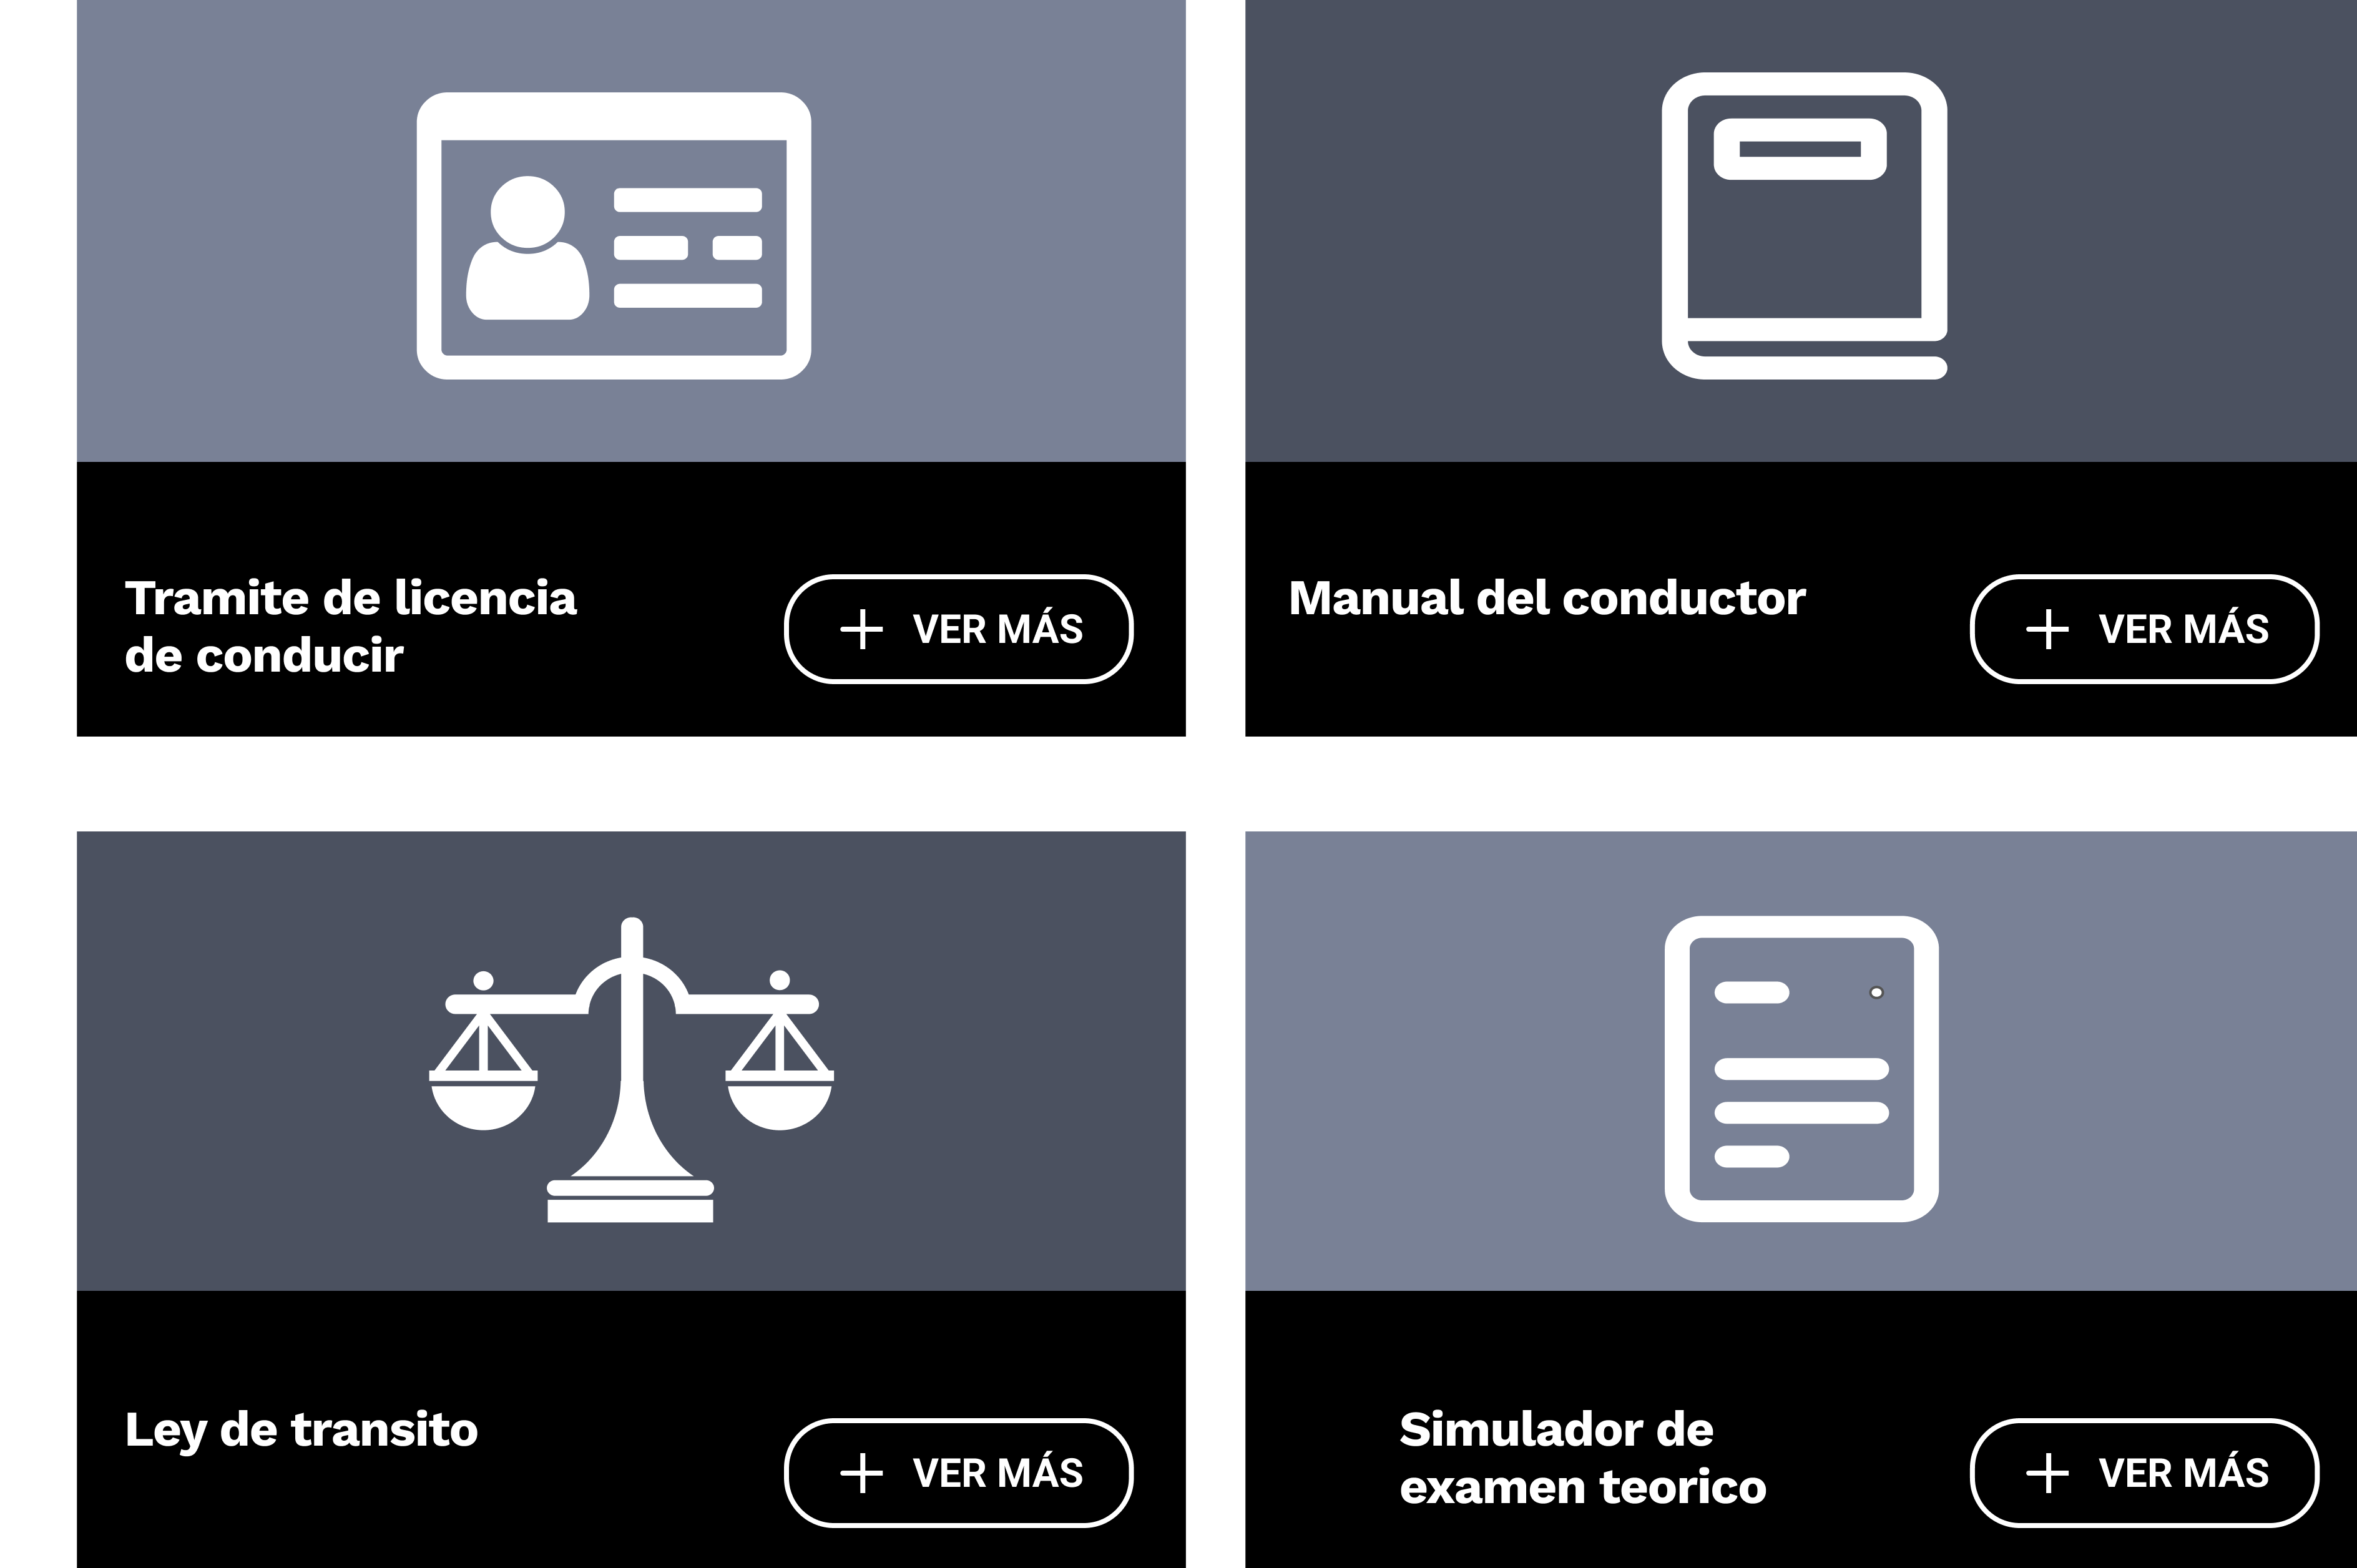 Tramite de licencia
de conducir
VER MÁS
Manual del conductor
VER MÁS
Ley de transito
VER MÁS
Simulador de
examen teorico
VER MÁS